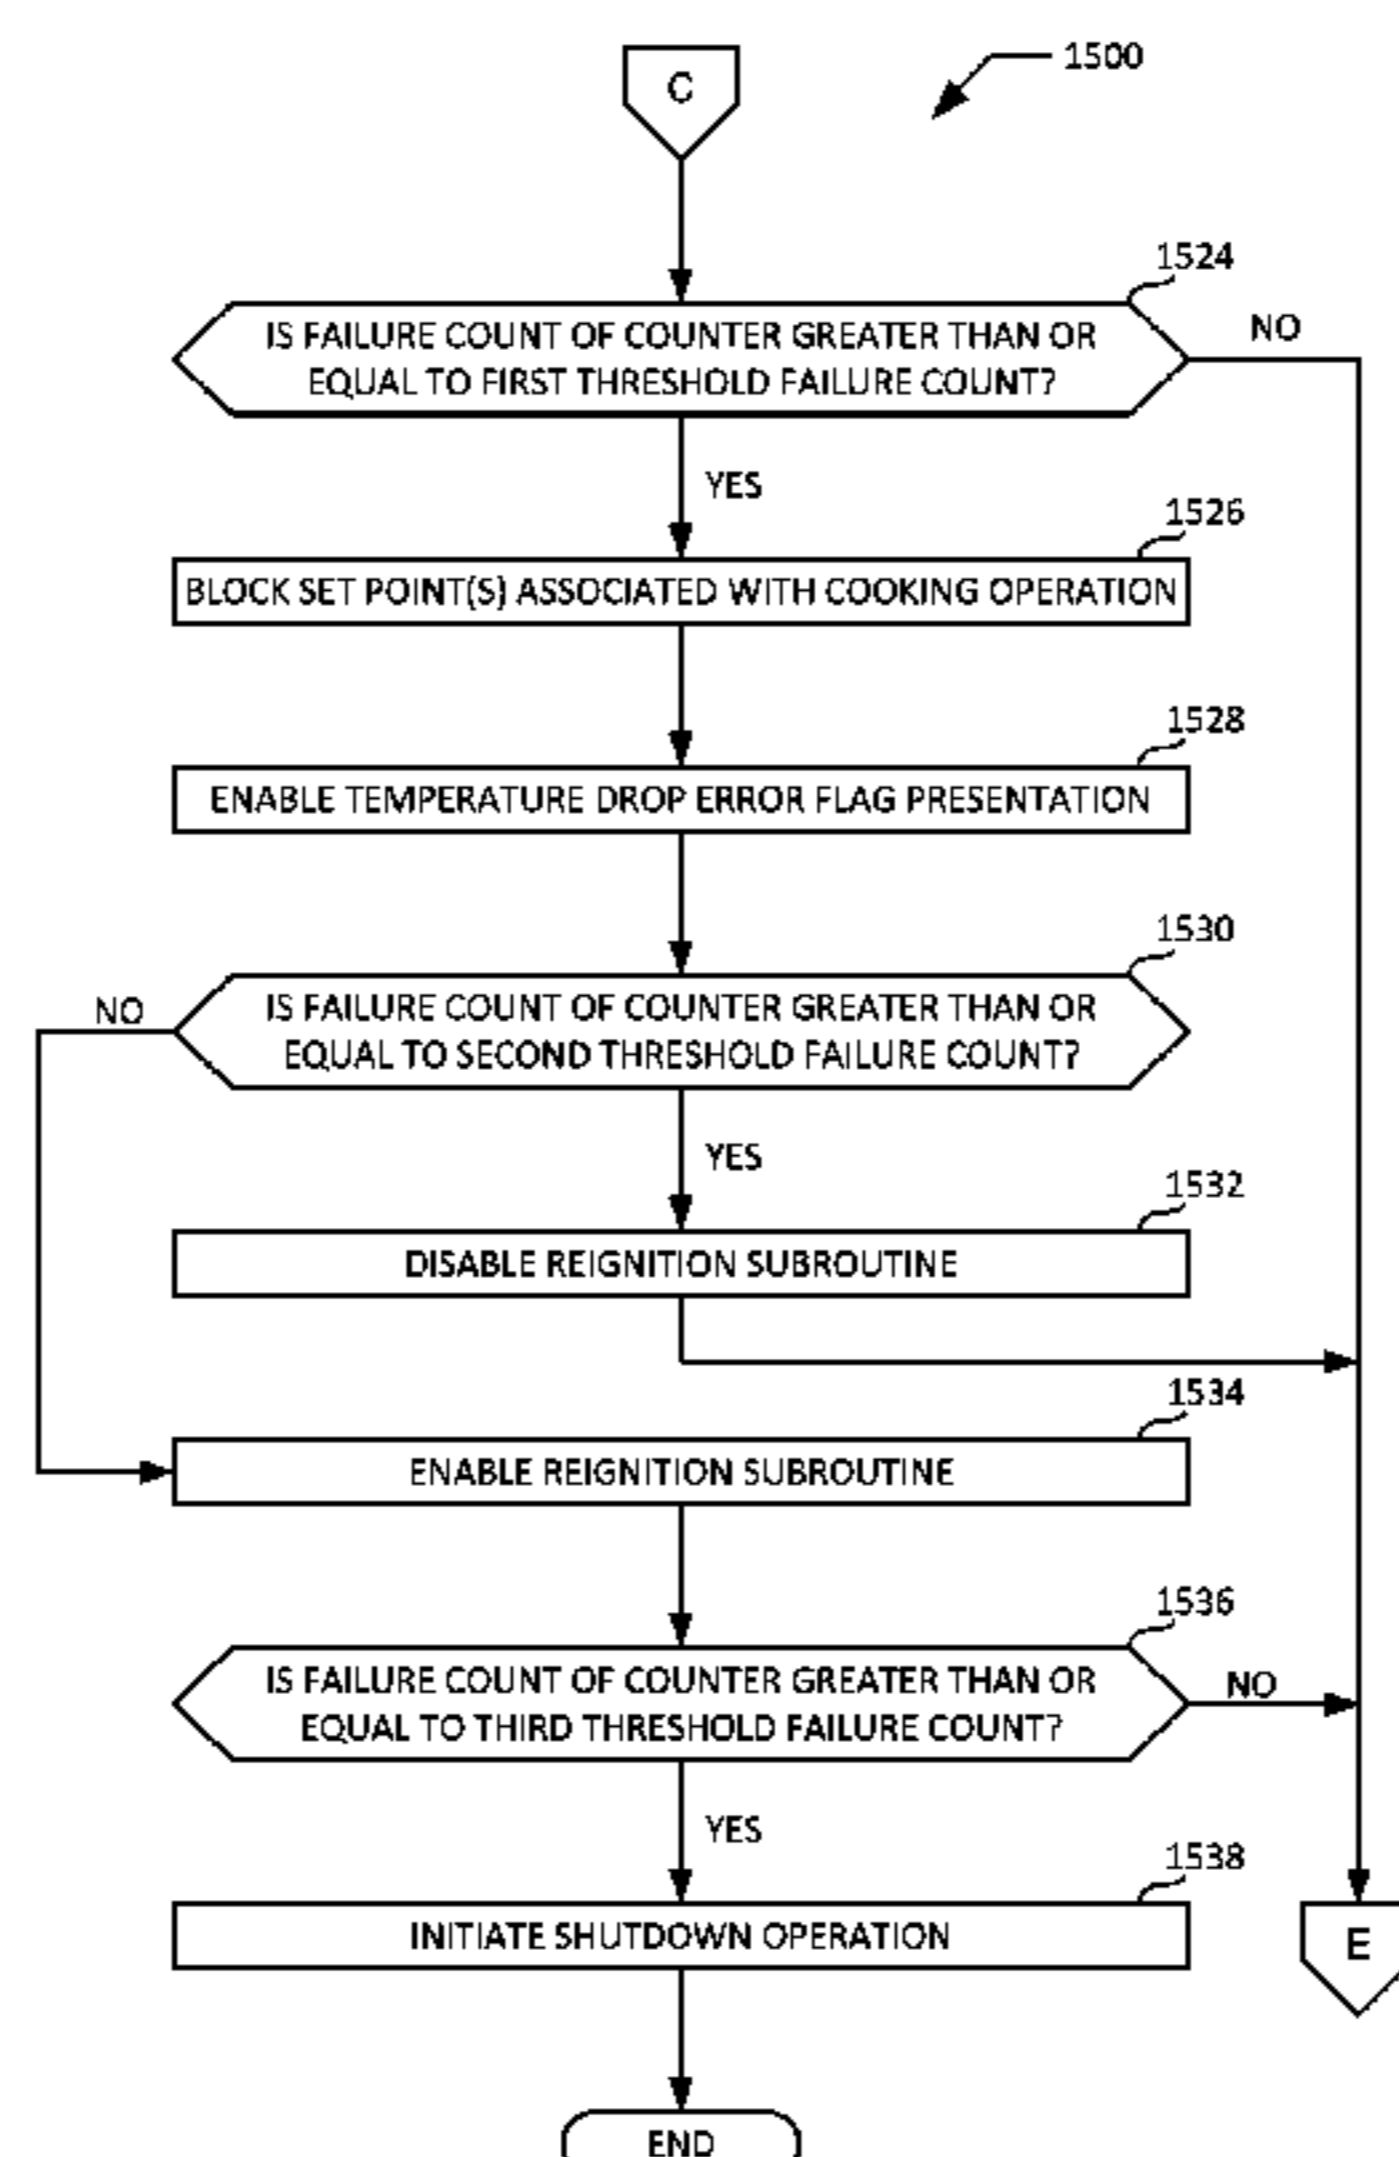 C
1500
1524
IS FAILURE COUNT OF COUNTER GREATER THAN OR
EQUAL TO FIRST THRESHOLD FAILURE COUNT?
NO
YES
1526
BLOCK SET POINT(S) ASSOCIATED WITH COOKING OPERATION
1528
ENABLE TEMPERATURE DROP ERROR FLAG PRESENTATION
1530
NO
IS FAILURE COUNT OF COUNTER GREATER THAN OR
EQUAL TO SECOND THRESHOLD FAILURE COUNT?
YES
1532
DISABLE REIGNITION SUBROUTINE
1534
ENABLE REIGNITION SUBROUTINE
1536
IS FAILURE COUNT OF COUNTER GREATER THAN OR
EQUAL TO THIRD THRESHOLD FAILURE COUNT?
NO
YES
1538
INITIATE SHUTDOWN OPERATION
E
END